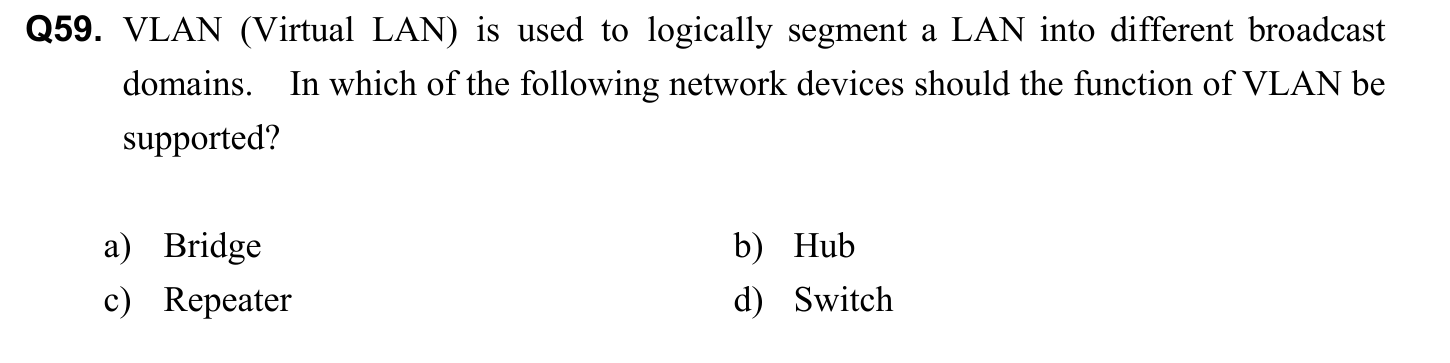 Q59. VLAN (Virtual LAN) is used to logically segment a LAN into different broadcast
domains. In which of the following network devices should the function of VLAN be
supported?
a) Bridge b) Hub
c) Repeater d) Switch